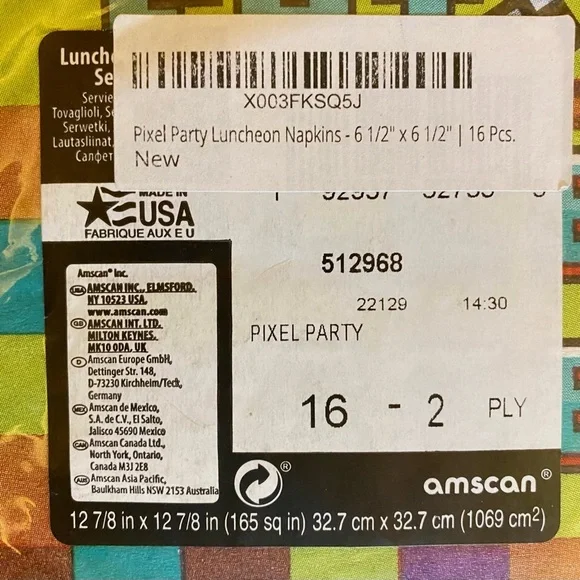 Lunche
Se
Servie
Tovaglioli, Se
Serwetki,
Lautasliinat,
Салфет
X003FKSQ5J
Pixel Party Luncheon Napkins - 6 1/2" x 6 1/2" | 16 Pcs.
New
MADE IN
USA
FABRIQUE AUX E U
512968
22129 14:30
PIXEL PARTY
16 - 2 PLY
Amscan® Inc.
USA AMSCAN INC., ELMSFORD,
NY 10523 USA,
www.amscan.com
GB AMSCAN INT. LTD.
MILTON KEYNES,
MK10 0DA, UK
D Amscan Europe GmbH,
Dettinger Str. 148,
D-73230 Kirchheim/Teck,
Germany
MEX Amscan de Mexico,
S.A. de C.V., El Salto,
Jalisco 45690 Mexico
CAN Amscan Canada Ltd.,
North York, Ontario,
Canada M3J 2E8
AUS Amscan Asia Pacific,
Baulkham Hills NSW 2153 Australia
®
amscan®
12 7/8 in x 12 7/8 in (165 sq in) 32.7 cm x 32.7 cm (1069 cm²)